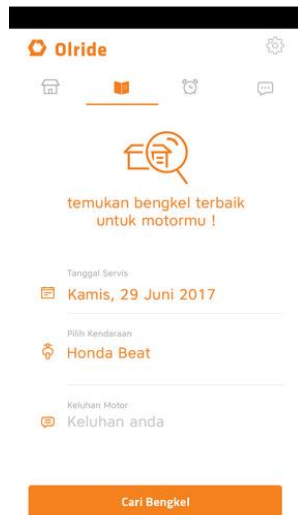 Olride
temukan bengkel terbaik
untuk motormu !
Tanggal Servis
Kamis, 29 Juni 2017
Pilih Kendaraan
Honda Beat
Keluhan Motor
Keluhan anda
Cari Bengkel